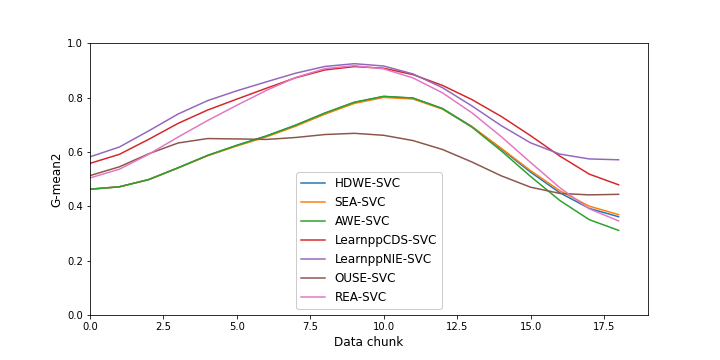 1.0
0.8
0.6
0.4
0.2
0.0
G-mean2
HDWE-SVC
SEA-SVC
AWE-SVC
LearnppCDS-SVC
LearnppNIE-SVC
OUSE-SVC
REA-SVC
0.0 2.5 5.0 7.5 10.0 12.5 15.0 17.5
Data chunk